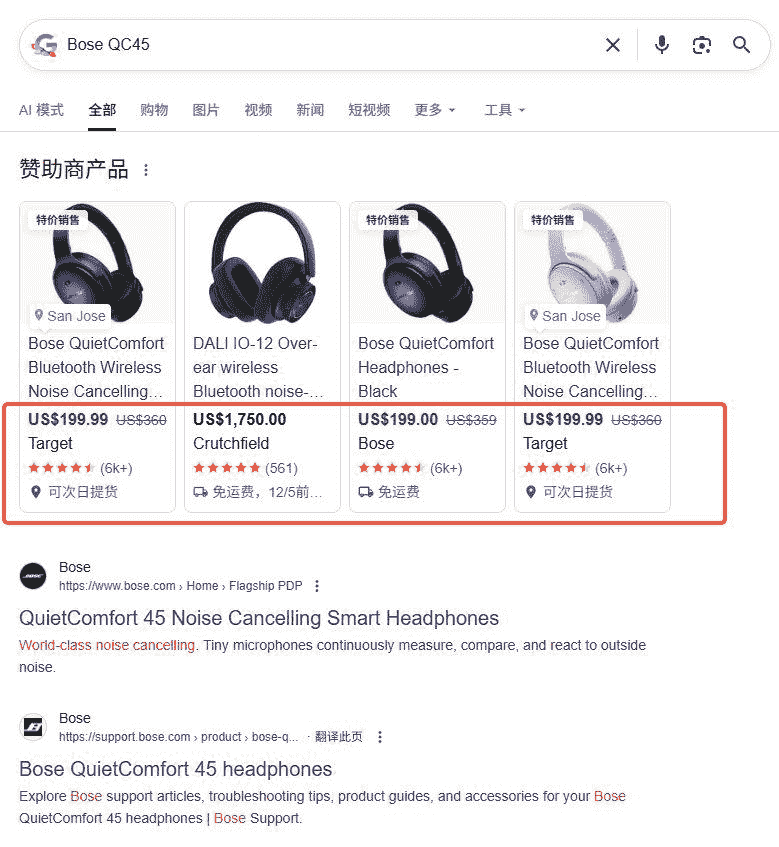 Bose QC45
AI 模式 全部 购物 图片 视频 新闻 短视频 更多 工具
赞助商产品
特价销售
San Jose
Bose QuietComfort
Bluetooth Wireless
Noise Cancelling…
US$199.99 US$360
Target
(6k+)
可次日提货
DALI IO-12 Over-
ear wireless
Bluetooth noise-…
US$1,750.00
Crutchfield
(561)
免运费，12/5前…
特价销售
Bose QuietComfort
Headphones -
Black
US$199.00 US$359
Bose
(6k+)
免运费
特价销售
San Jose
Bose QuietComfort
Bluetooth Wireless
Noise Cancelling…
US$199.99 US$360
Target
(6k+)
可次日提货
BOSE
Bose
https://www.bose.com › Home › Flagship PDP
QuietComfort 45 Noise Cancelling Smart Headphones
World-class noise cancelling. Tiny microphones continuously measure, compare, and react to outside
noise.
Bose
https://support.bose.com › product › bose-q... · 翻译此页
Bose QuietComfort 45 headphones
Explore Bose support articles, troubleshooting tips, product guides, and accessories for your Bose
QuietComfort 45 headphones | Bose Support.